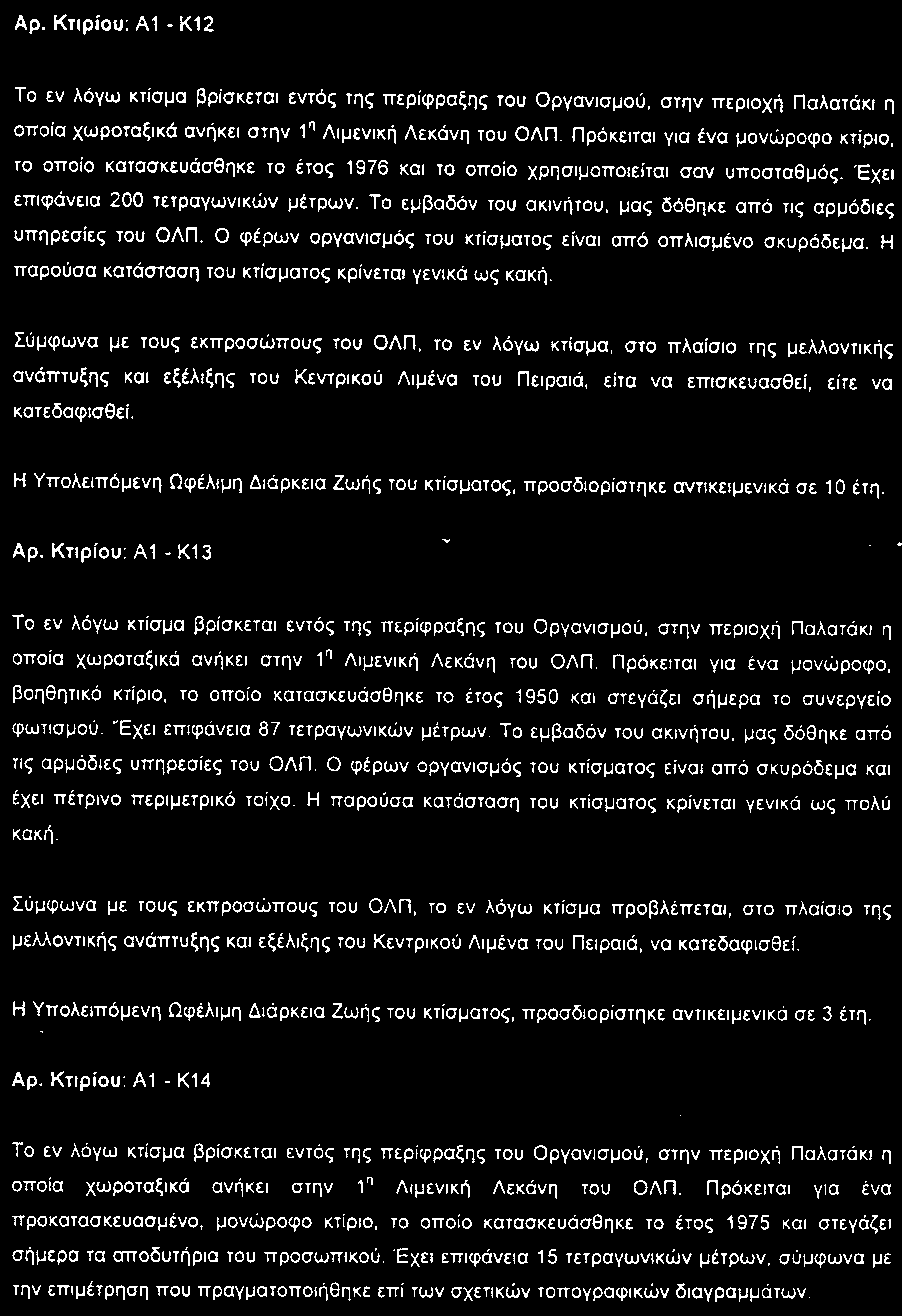 Αρ. Κτιρίου: Α1 - Κ12
Το εν λόγω κτίσμα βρίσκεται εντός της περίφραξης του Οργανισμού, στην περιοχή Παλατάκι η
οποία χωροταξικά ανήκει στην 1η Λιμενική Λεκάνη του ΟΛΠ. Πρόκειται για ένα μονώροφο κτίριο,
το οποίο κατασκευάσθηκε το έτος 1976 και το οποίο χρησιμοποιείται σαν υποσταθμός. Έχει
επιφάνεια 200 τετραγωνικών μέτρων. Το εμβαδόν του ακινήτου, μας δόθηκε από τις αρμόδιες
υπηρεσίες του ΟΛΠ. Ο φέρων οργανισμός του κτίσματος είναι από οπλισμένο σκυρόδεμα. Η
παρούσα κατάσταση του κτίσματος κρίνεται γενικά ως κακή.
Σύμφωνα με τους εκπροσώπους του ΟΛΠ, το εν λόγω κτίσμα, στο πλαίσιο της μελλοντικής
ανάπτυξης και εξέλιξης του Κεντρικού Λιμένα του Πειραιά, είτα να επισκευασθεί, είτε να
κατεδαφισθεί.
Η Υπολειπόμενη Ωφέλιμη Διάρκεια Ζωής του κτίσματος, προσδιορίστηκε αντικειμενικά σε 10 έτη.
Αρ. Κτιρίου: Α1 - Κ13
Το εν λόγω κτίσμα βρίσκεται εντός της περίφραξης του Οργανισμού, στην περιοχή Παλατάκι η
οποία χωροταξικά ανήκει στην 1η Λιμενική Λεκάνη του ΟΛΠ. Πρόκειται για ένα μονώροφο,
βοηθητικό κτίριο, το οποίο κατασκευάσθηκε το έτος 1950 και στεγάζει σήμερα το συνεργείο
φωτισμού. Έχει επιφάνεια 87 τετραγωνικών μέτρων. Το εμβαδόν του ακινήτου, μας δόθηκε από
τις αρμόδιες υπηρεσίες του ΟΛΠ. Ο φέρων οργανισμός του κτίσματος είναι από σκυρόδεμα και
έχει πέτρινο περιμετρικό τοίχο. Η παρούσα κατάσταση του κτίσματος κρίνεται γενικά ως πολύ
κακή.
Σύμφωνα με τους εκπροσώπους του ΟΛΠ, το εν λόγω κτίσμα προβλέπεται, στο πλαίσιο της
μελλοντικής ανάπτυξης και εξέλιξης του Κεντρικού Λιμένα του Πειραιά, να κατεδαφισθεί.
Η Υπολειπόμενη Ωφέλιμη Διάρκεια Ζωής του κτίσματος, προσδιορίστηκε αντικειμενικά σε 3 έτη.
Αρ. Κτιρίου: Α1 - Κ14
Το εν λόγω κτίσμα βρίσκεται εντός της περίφραξης του Οργανισμού, στην περιοχή Παλατάκι η
οποία χωροταξικά ανήκει στην 1η Λιμενική Λεκάνη του ΟΛΠ. Πρόκειται για ένα
προκατασκευασμένο, μονώροφο κτίριο, το οποίο κατασκευάσθηκε το έτος 1975 και στεγάζει
σήμερα τα αποδυτήρια του προσωπικού. Έχει επιφάνεια 15 τετραγωνικών μέτρων, σύμφωνα με
την επιμέτρηση που πραγματοποιήθηκε επί των σχετικών τοπογραφικών διαγραμμάτων.